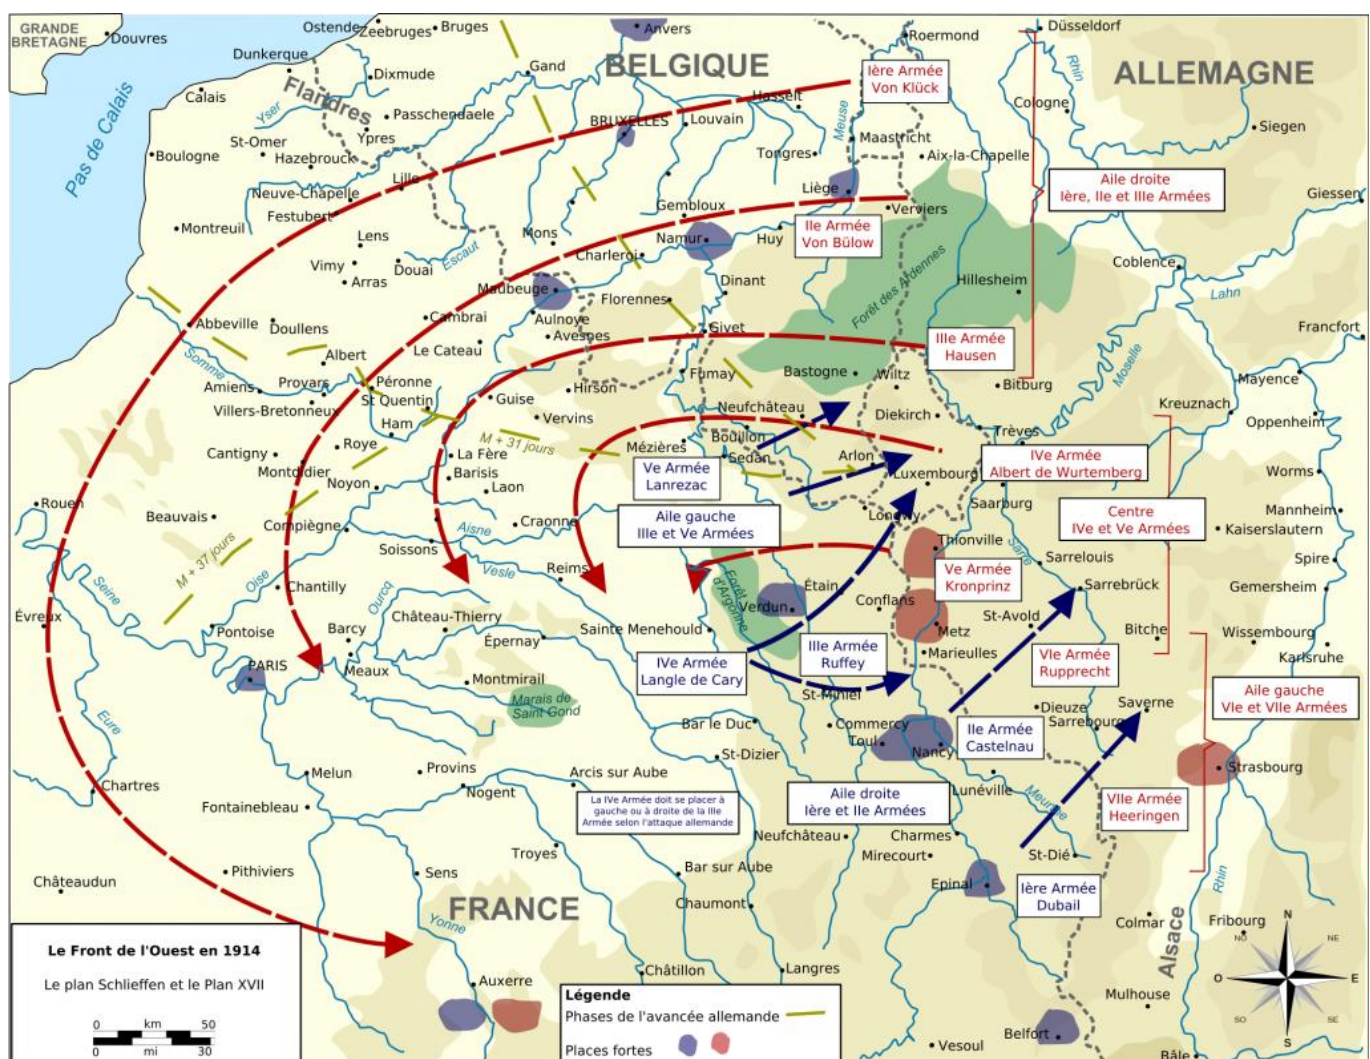 GRANDE
BRETAGNE
Douvres
Pas de Calais
Ostende
Zeebruges
Bruges
Anvers
Roermond
Düsseldorf
Dunkerque
Dixmude
Gand
BELGIQUE
Ière Armée
Von Klück
Rhin
ALLEMAGNE
Calais
Flandres
Yser
Passchendaele
Hasselt
Meuse
Cologne
Siegen
Boulogne
St-Omer
Ypres
BRUXELLES
Louvain
Maastricht
Hazebrouck
Tongres
Aix-la-Chapelle
Lille
Neuve-Chapelle
Festubert
Liège
Aile droite
Ière, IIe et IIIe Armées
Giessen
Gembloux
Verviers
Montreuil
Lens
Escaut
Mons
Namur
Huy
IIe Armée
Von Bülow
Vimy
Douai
Charleroi
Coblence
Arras
Maubeuge
Dinant
Forêt des Ardennes
Hillesheim
Lahn
Florennes
Abbeville
Doullens
Cambrai
Aulnoye
Givet
Francfort
Somme
Le Cateau
Avesnes
IIIe Armée
Hausen
Albert
Moselle
Amiens
Provars
Péronne
Hirson
Fumay
Bastogne
Wiltz
Bitburg
Mayence
Villers-Bretonneux
St Quentin
Guise
Neufchâteau
Diekirch
Kreuznach
Oppenheim
Ham
Vervins
Bouillon
Trèves
Roye
M + 31 jours
Mézières
Sedan
Cantigny
La Fère
Arlon
IVe Armée
Albert de Wurtemberg
Montdidier
Barisis
Ve Armée
Lanrezac
Luxembourg
Worms
Noyon
Laon
Saarburg
Rouen
Beauvais
Aile gauche
IIIe et Ve Armées
Longwy
Centre
IVe et Ve Armées
Mannheim
Compiègne
Craonne
Aisne
Kaiserslautern
M + 37 jours
Soissons
Thionville
Sarre
Sarrelouis
Spire
Seine
Oise
Chantilly
Vesle
Reims
Forêt
d'Argonne
Étain
Ve Armée
Kronprinz
Sarrebrück
Gemersheim
Ourcq
Évreux
Château-Thierry
Verdun
Conflans
St-Avold
Pontoise
Barcy
Épernay
Sainte Menehould
IIIe Armée
Ruffey
Metz
Bitche
Wissembourg
PARIS
Meaux
IVe Armée
Langle de Cary
Marieulles
VIe Armée
Rupprecht
Karlsruhe
Montmirail
Marais de
Saint Gond
St-Mihiel
Aile gauche
VIe et VIIe Armées
Eure
Bar le Duc
Commercy
Toul
IIe Armée
Castelnau
Dieuze
Saverne
Sarrebourg
Nancy
St-Dizier
Melun
Provins
Arcis sur Aube
Strasbourg
Chartres
Nogent
Aile droite
Ière et IIe Armées
Lunéville
Meurthe
VIIe Armée
Heeringen
Fontainebleau
La IVe Armée doit se placer à
gauche ou à droite de la IIIe
Armée selon l'attaque allemande
Neufchâteau
Charmes
Troyes
Mirecourt
St-Dié
Pithiviers
Sens
Bar sur Aube
Epinal
Rhin
Châteaudun
FRANCE
Chaumont
Ière Armée
Dubail
Yonne
Colmar
Fribourg
Alsace
N
NO
NE
Le Front de l'Ouest en 1914
Le plan Schlieffen et le Plan XVII
Auxerre
Châtillon
Langres
O
E
Mulhouse
SO
SE
S
0 km 50
0 mi 30
Légende
Phases de l'avancée allemande
Places fortes
Belfort
Vesoul
Bâle